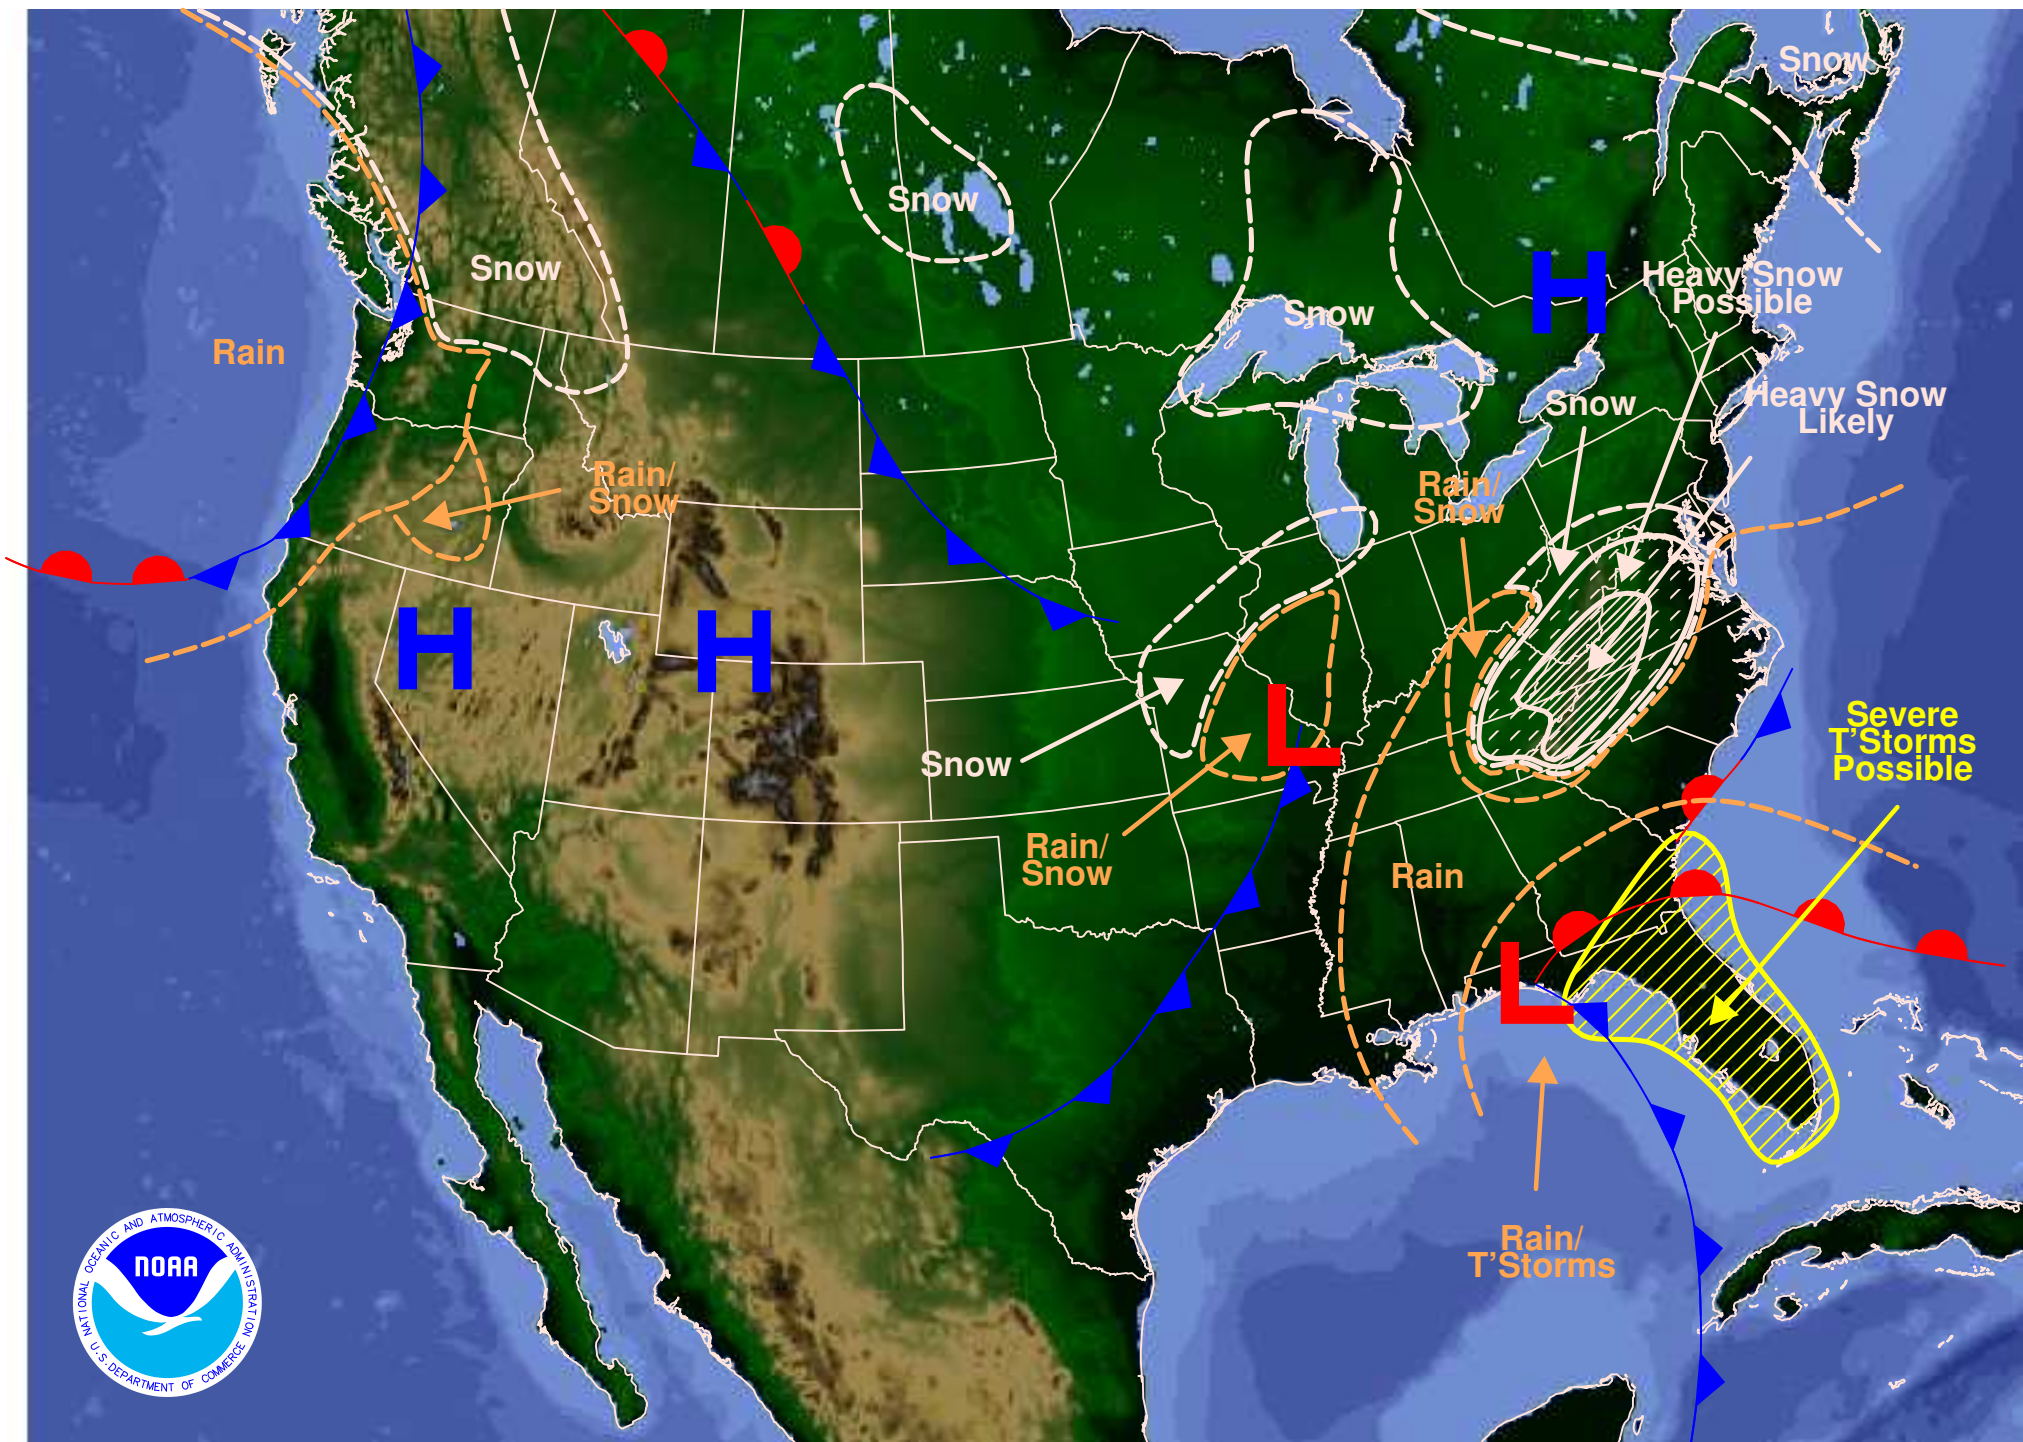 Snow
Snow
Snow
Heavy Snow
Possible
Snow
Rain
Heavy Snow
Likely
Snow
Rain/
Snow
Rain/
Snow
H
H
H
L
Severe
T'Storms
Possible
Snow
Rain/
Snow
Rain
L
Rain/
T'Storms
NATIONAL OCEANIC AND ATMOSPHERIC ADMINISTRATION
NOAA
U.S. DEPARTMENT OF COMMERCE